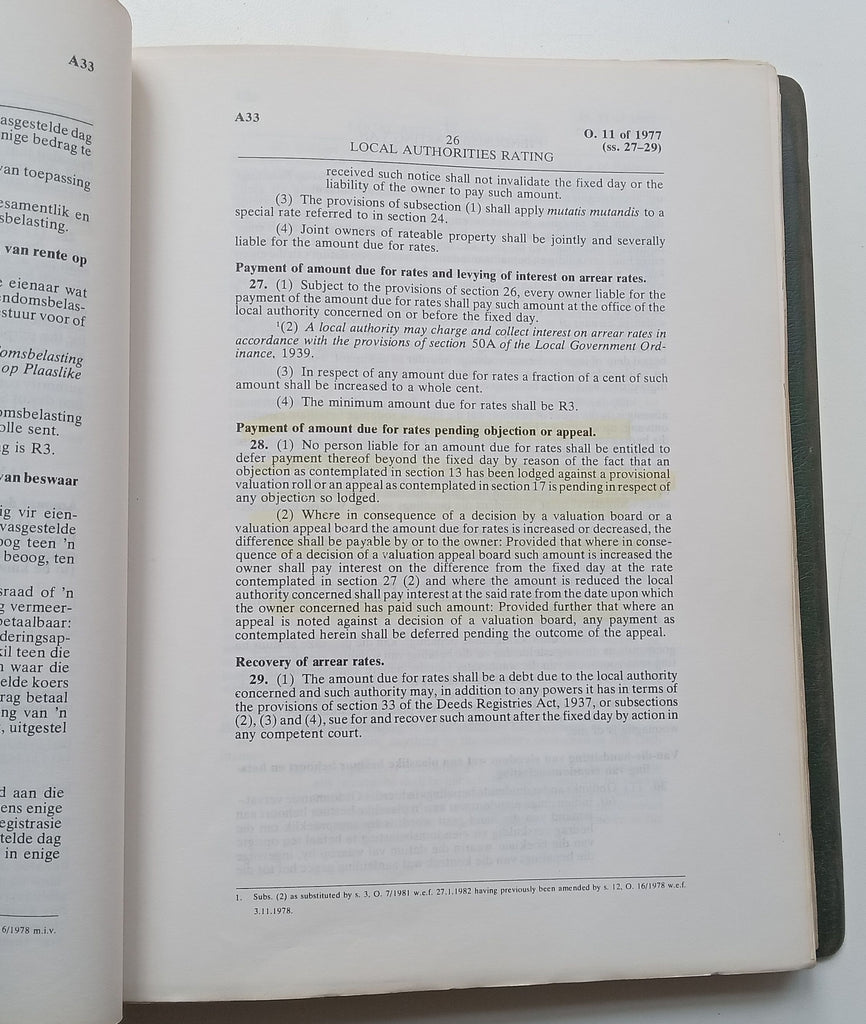 A33
asgestelde dag
nige bedrag te
van toepassing
esamentlik en
sbelasting.
van rente op
eienaar wat
ndomsbelas-
stuur voor of
omsbelasting
op Plaaslike
omsbelasting
olle sent.
g is R3.
van beswaar
ig vir eien-
vasgestelde
oog teen 'n
beoog, ten
sraad of 'n
g vermeer-
betaalbaar:
deringsap-
kil teen die
n waar die
elde koers
rag betaal
ng van 'n
, uitgestel
d aan die
ens enige
egistrasie
telde dag
in enige
6/1978 m.i.v.
A33
26
O. 11 of 1977
LOCAL AUTHORITIES RATING
(ss. 27–29)
received such notice shall not invalidate the fixed day or the
liability of the owner to pay such amount.
(3) The provisions of subsection (1) shall apply mutatis mutandis to a
special rate referred to in section 24.
(4) Joint owners of rateable property shall be jointly and severally
liable for the amount due for rates.
Payment of amount due for rates and levying of interest on arrear rates.
27. (1) Subject to the provisions of section 26, every owner liable for the
payment of the amount due for rates shall pay such amount at the office of the
local authority concerned on or before the fixed day.
¹(2) A local authority may charge and collect interest on arrear rates in
accordance with the provisions of section 50A of the Local Government Ord-
inance, 1939.
(3) In respect of any amount due for rates a fraction of a cent of such
amount shall be increased to a whole cent.
(4) The minimum amount due for rates shall be R3.
Payment of amount due for rates pending objection or appeal.
28. (1) No person liable for an amount due for rates shall be entitled to
defer payment thereof beyond the fixed day by reason of the fact that an
objection as contemplated in section 13 has been lodged against a provisional
valuation roll or an appeal as contemplated in section 17 is pending in respect of
any objection so lodged.
(2) Where in consequence of a decision by a valuation board or a
valuation appeal board the amount due for rates is increased or decreased, the
difference shall be payable by or to the owner: Provided that where in conse-
quence of a decision of a valuation appeal board such amount is increased the
owner shall pay interest on the difference from the fixed day at the rate
contemplated in section 27 (2) and where the amount is reduced the local
authority concerned shall pay interest at the said rate from the date upon which
the owner concerned has paid such amount: Provided further that where an
appeal is noted against a decision of a valuation board, any payment as
contemplated herein shall be deferred pending the outcome of the appeal.
Recovery of arrear rates.
29. (1) The amount due for rates shall be a debt due to the local authority
concerned and such authority may, in addition to any powers it has in terms of
the provisions of section 33 of the Deeds Registries Act, 1937, or subsections
(2), (3) and (4), sue for and recover such amount after the fixed day by action in
any competent court.
1. Subs. (2) as substituted by s. 3, O. 7/1981 w.e.f. 27.1.1982 having previously been amended by s. 12, O. 16/1978 w.e.f.
3.11.1978.